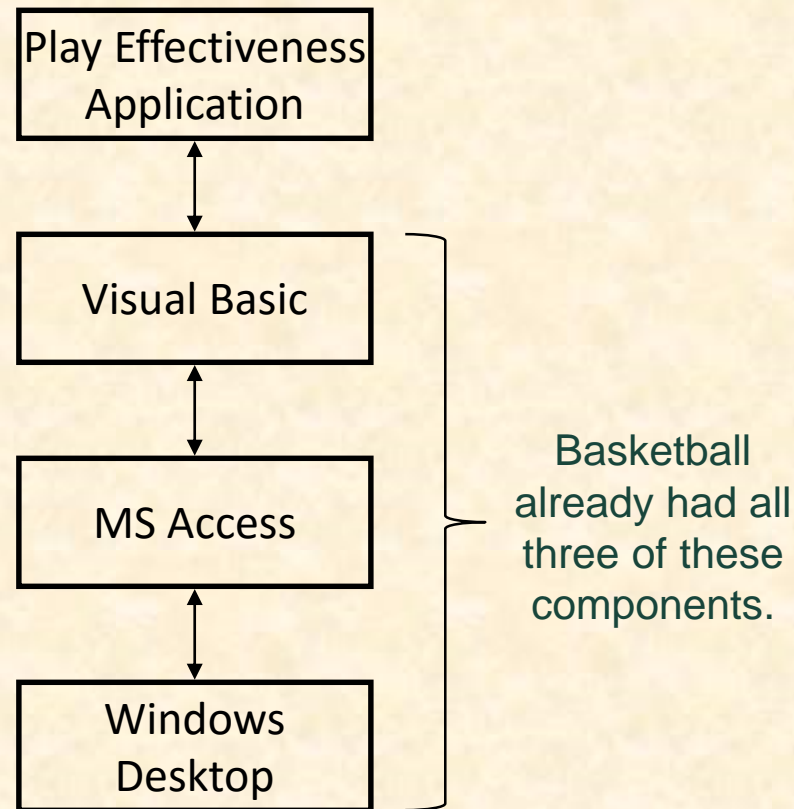 Play Effectiveness
Application
Visual Basic
MS Access
Windows
Desktop
Basketball
already had all
three of these
components.